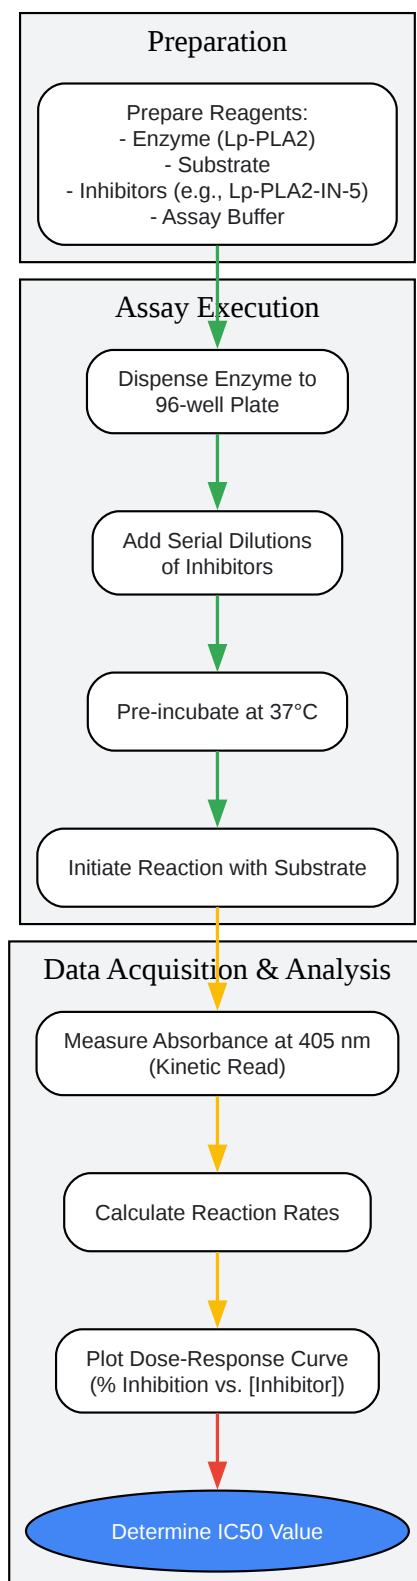 Preparation
Prepare Reagents:
- Enzyme (Lp-PLA2)
- Substrate
- Inhibitors (e.g., Lp-PLA2-IN-5)
- Assay Buffer
Assay Execution
Dispense Enzyme to
96-well Plate
Add Serial Dilutions
of Inhibitors
Pre-incubate at 37°C
Initiate Reaction with Substrate
Data Acquisition & Analysis
Measure Absorbance at 405 nm
(Kinetic Read)
Calculate Reaction Rates
Plot Dose-Response Curve
(% Inhibition vs. [Inhibitor])
Determine IC50 Value